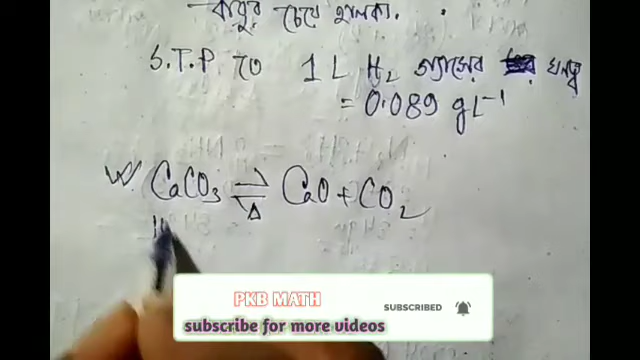 বায়ুর চেয়ে হালকা.
S.T.P তে 1 L H₂ গ্যাসের ঘনত্ব
= 0.089 gL⁻¹
CaCO₃ ⇌ CaO + CO₂
Δ
PKB MATH
SUBSCRIBED
subscribe for more videos